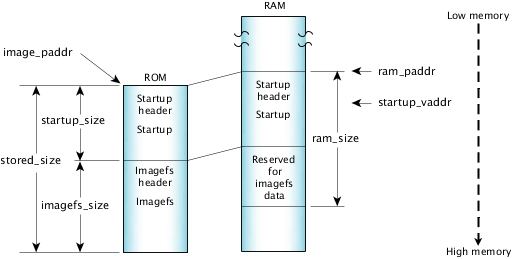 RAM
Low memory
image_paddr
ROM
ram_paddr
Startup
header
Startup
startup_size
Startup
header
Startup
startup_vaddr
ram_size
stored_size
Imagefs
header
Imagefs
imagefs_size
Reserved
for
imagefs
data
High memory